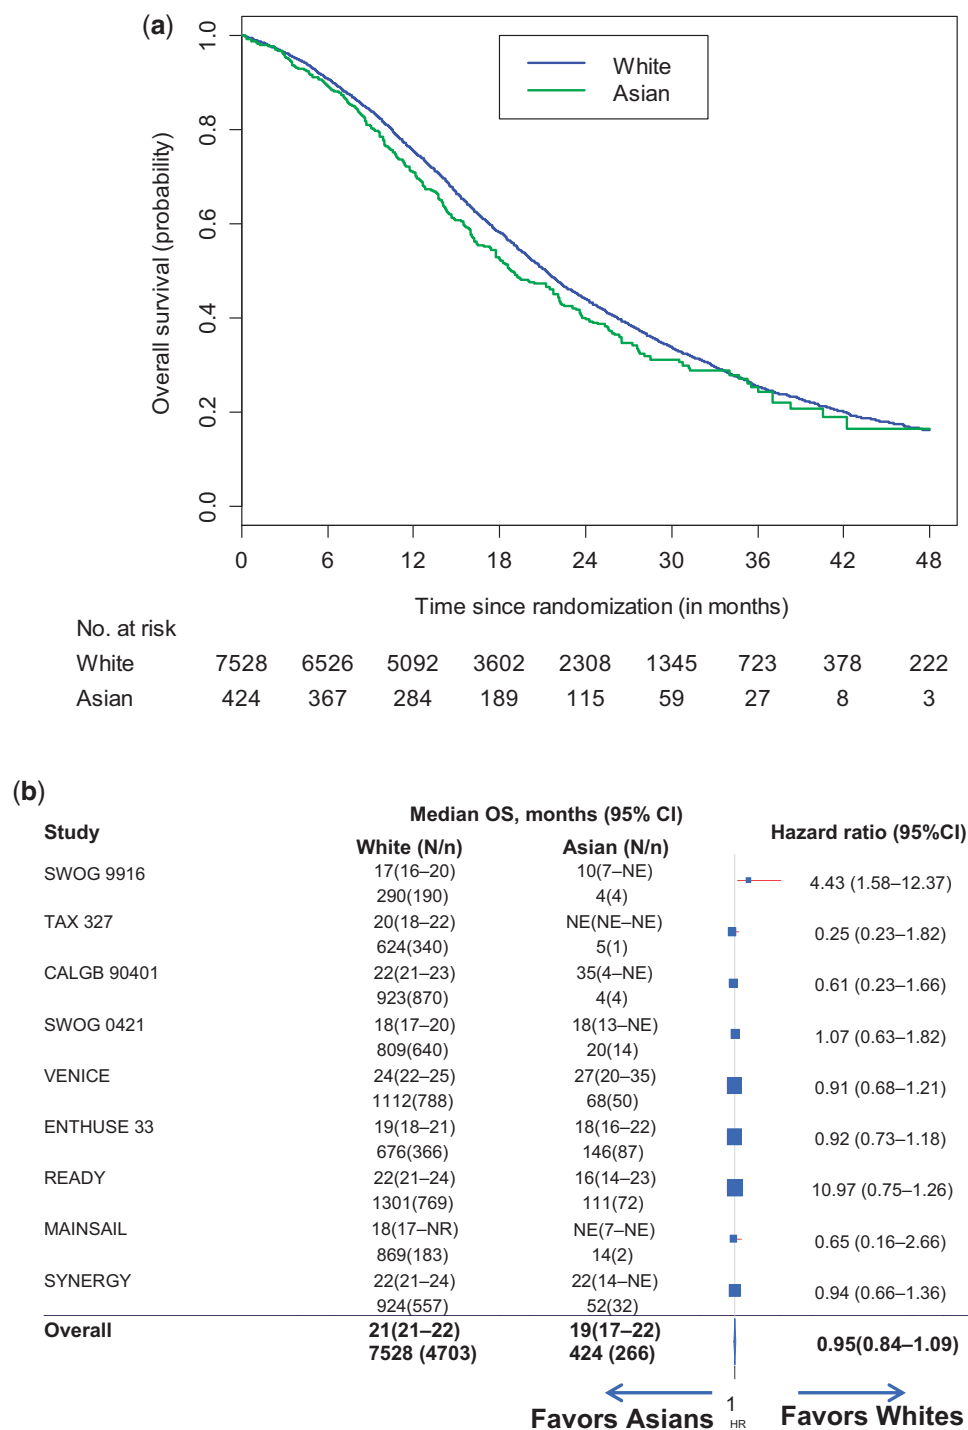 (a)
White
Asian
Overall survival (probability)
1.0
0.8
0.6
0.4
0.2
0.0
0 6 12 18 24 30 36 42 48
Time since randomization (in months)
No. at risk
White 7528 6526 5092 3602 2308 1345 723 378 222
Asian 424 367 284 189 115 59 27 8 3
(b)
Median OS, months (95% CI)
Study Hazard ratio (95%CI)
White (N/n) Asian (N/n)
SWOG 9916 17(16–20) 10(7–NE)
4.43 (1.58–12.37)
290(190) 4(4)
TAX 327 20(18–22) NE(NE–NE)
0.25 (0.23–1.82)
624(340) 5(1)
CALGB 90401 22(21–23) 35(4–NE)
0.61 (0.23–1.66)
923(870) 4(4)
SWOG 0421 18(17–20) 18(13–NE)
1.07 (0.63–1.82)
809(640) 20(14)
VENICE 24(22–25) 27(20–35)
0.91 (0.68–1.21)
1112(788) 68(50)
ENTHUSE 33 19(18–21) 18(16–22)
0.92 (0.73–1.18)
676(366) 146(87)
READY 22(21–24) 16(14–23)
10.97 (0.75–1.26)
1301(769) 111(72)
MAINSAIL 18(17–NR) NE(7–NE)
0.65 (0.16–2.66)
869(183) 14(2)
SYNERGY 22(21–24) 22(14–NE)
0.94 (0.66–1.36)
924(557) 52(32)
Overall 21(21–22) 19(17–22)
0.95(0.84–1.09)
7528 (4703) 424 (266)
Favors Asians 1 Favors Whites
HR